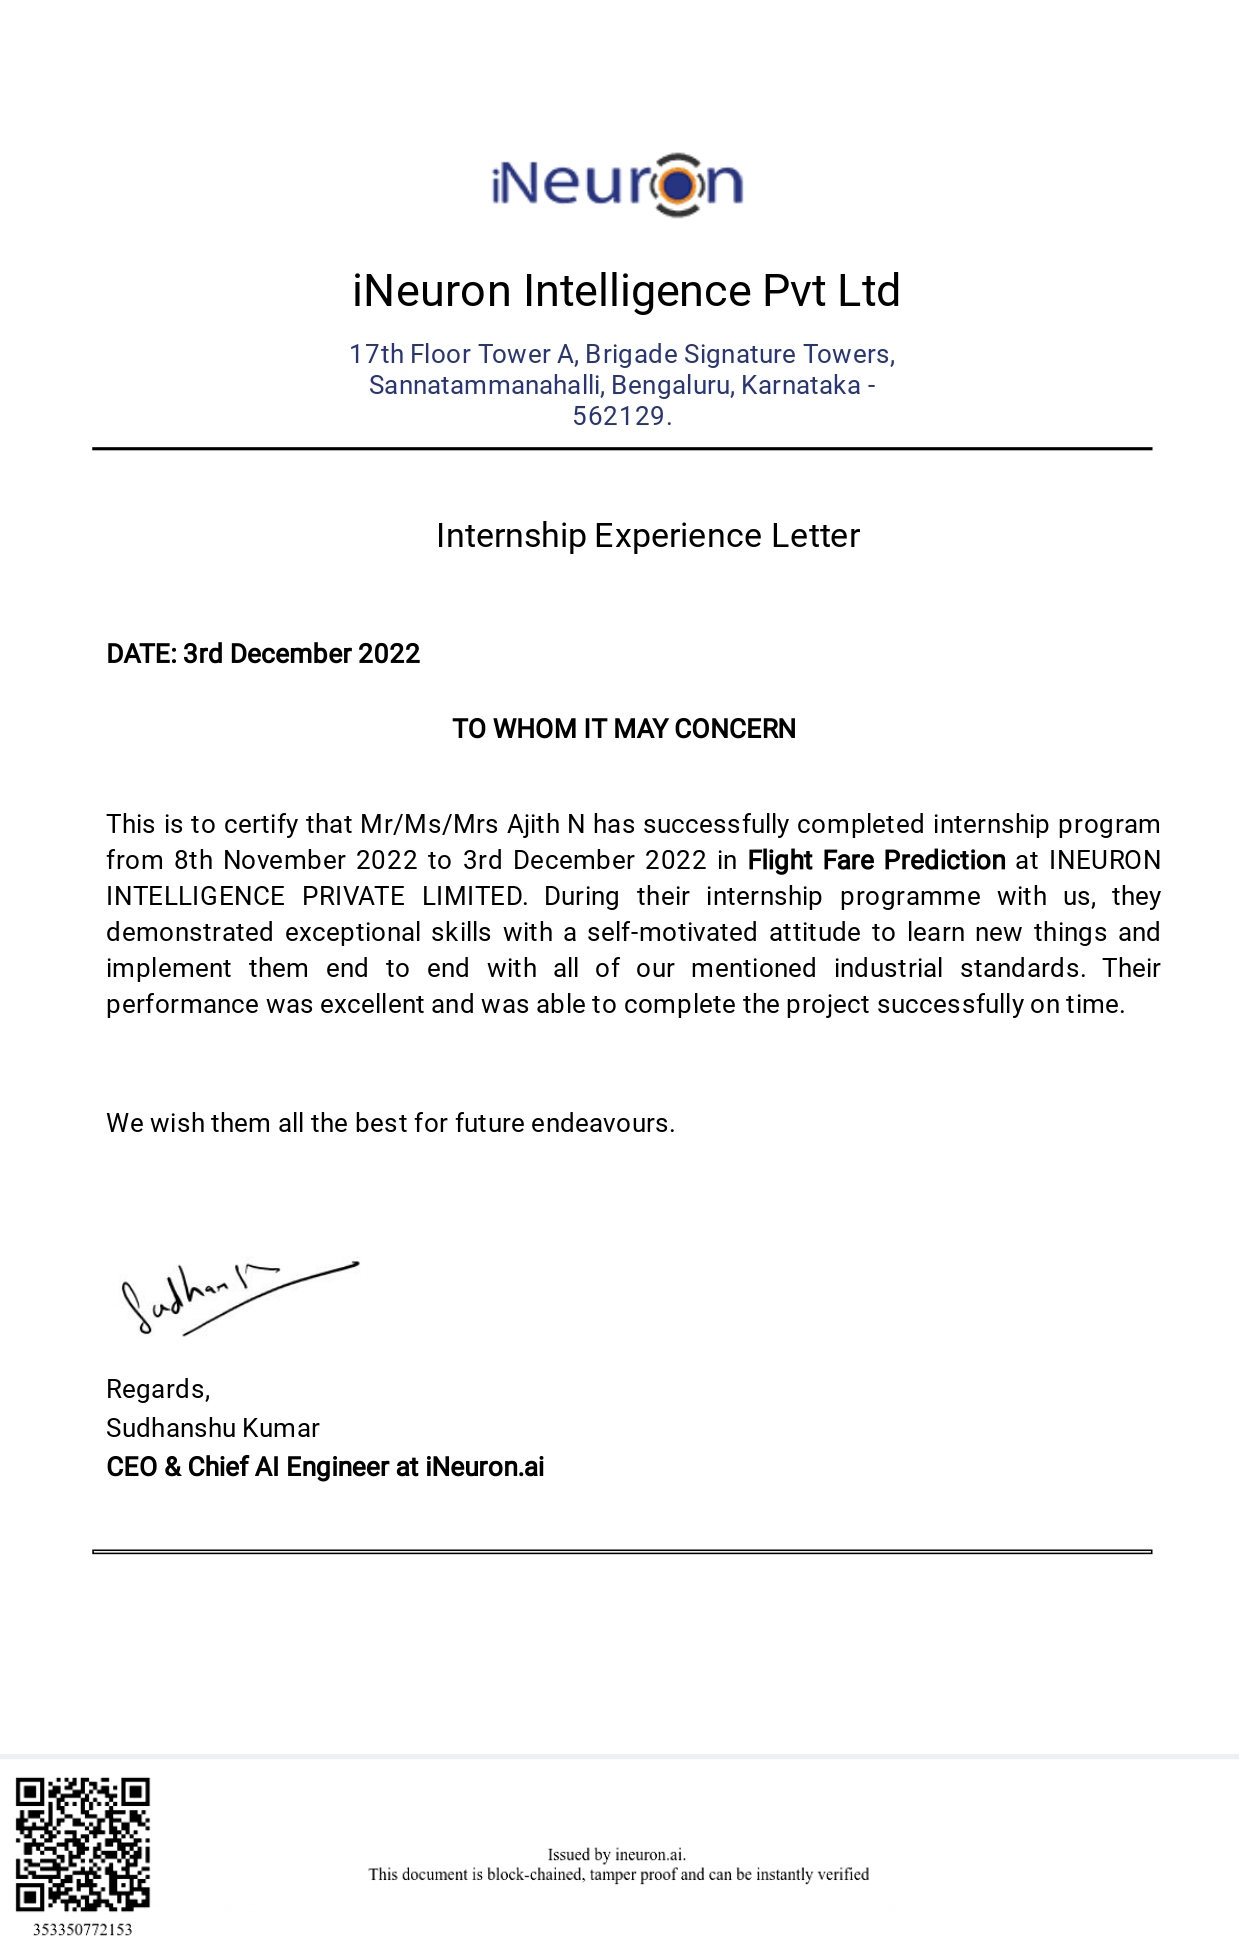 iNeuron
iNeuron Intelligence Pvt Ltd
17th Floor Tower A, Brigade Signature Towers,
Sannatammanahalli, Bengaluru, Karnataka -
562129.
Internship Experience Letter
DATE: 3rd December 2022
TO WHOM IT MAY CONCERN
This is to certify that Mr/Ms/Mrs Ajith N has successfully completed internship program
from 8th November 2022 to 3rd December 2022 in Flight Fare Prediction at INEURON
INTELLIGENCE PRIVATE LIMITED. During their internship programme with us, they
demonstrated exceptional skills with a self-motivated attitude to learn new things and
implement them end to end with all of our mentioned industrial standards. Their
performance was excellent and was able to complete the project successfully on time.
We wish them all the best for future endeavours.
Sudhan K
Regards,
Sudhanshu Kumar
CEO & Chief AI Engineer at iNeuron.ai
Issued by ineuron.ai.
This document is block-chained, tamper proof and can be instantly verified
353350772153